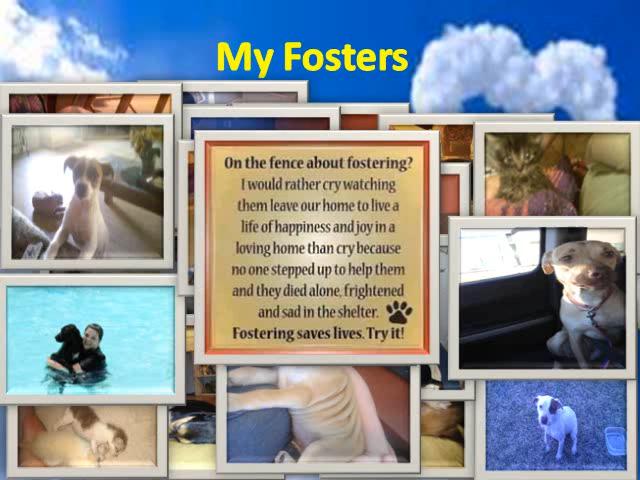 My Fosters
On the fence about fostering?
I would rather cry watching
them leave our home to live a
life of happiness and joy in a
loving home than cry because
no one stepped up to help them
and they died alone, frightened
and sad in the shelter.
Fostering saves lives. Try it!